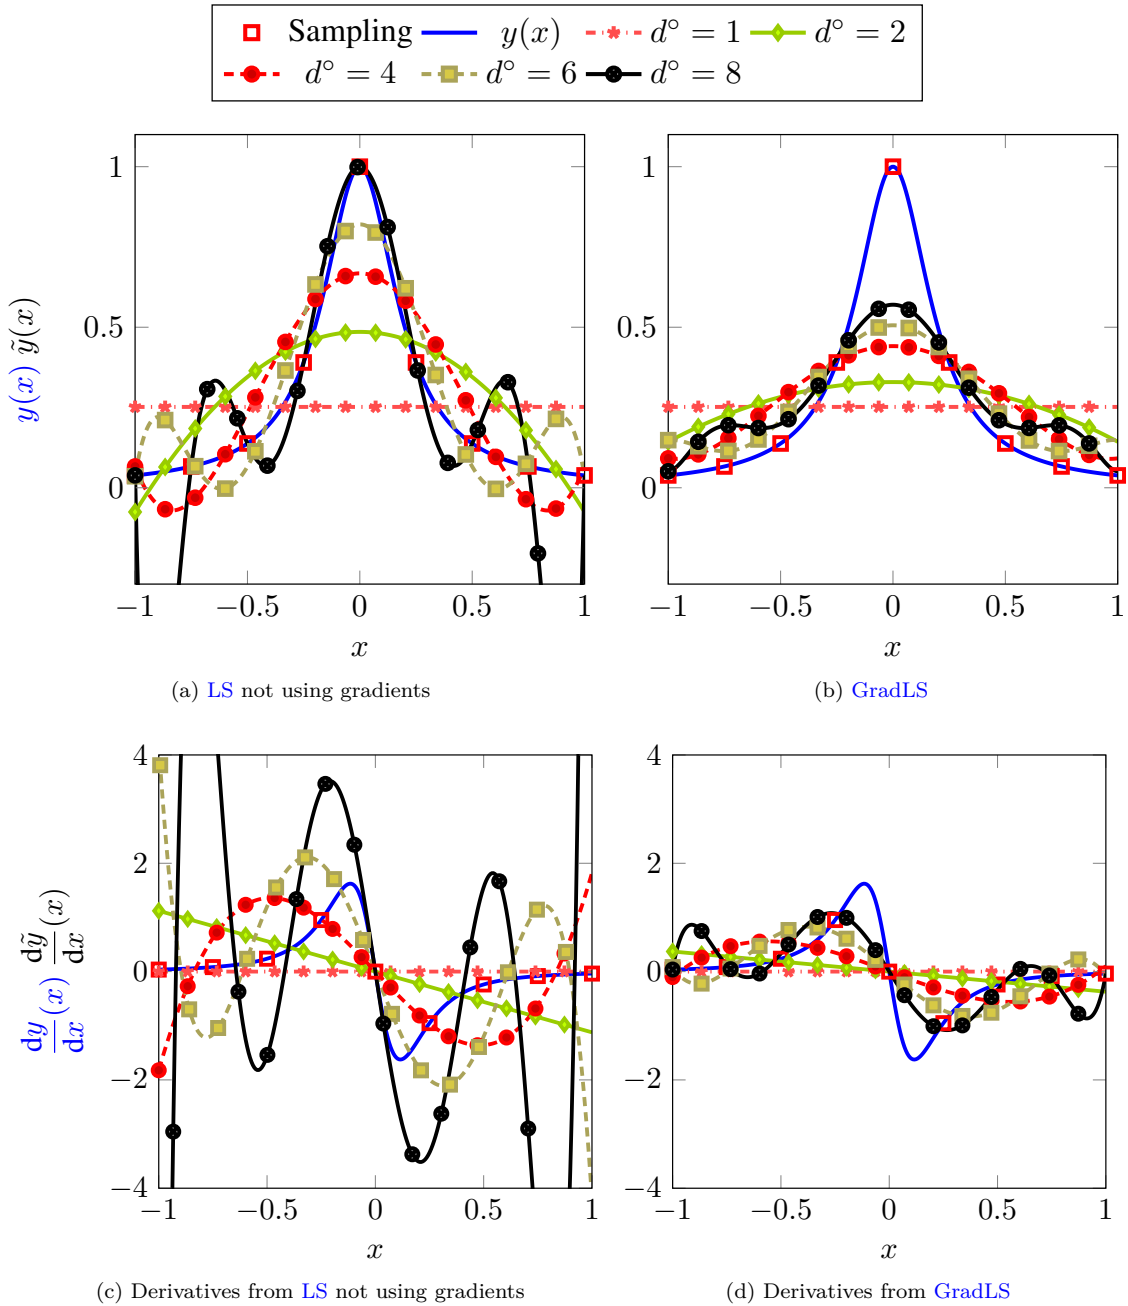 Sampling y(x) d° = 1 d° = 2
d° = 4 d° = 6 d° = 8
y(x) ỹ(x)
1
0.5
0
−1 −0.5 0 0.5 1
x
(a) LS not using gradients
1
0.5
0
−1 −0.5 0 0.5 1
x
(b) GradLS
dy/dx (x) dỹ/dx (x)
4
2
0
−2
−4
−1 −0.5 0 0.5 1
x
(c) Derivatives from LS not using gradients
4
2
0
−2
−4
−1 −0.5 0 0.5 1
x
(d) Derivatives from GradLS